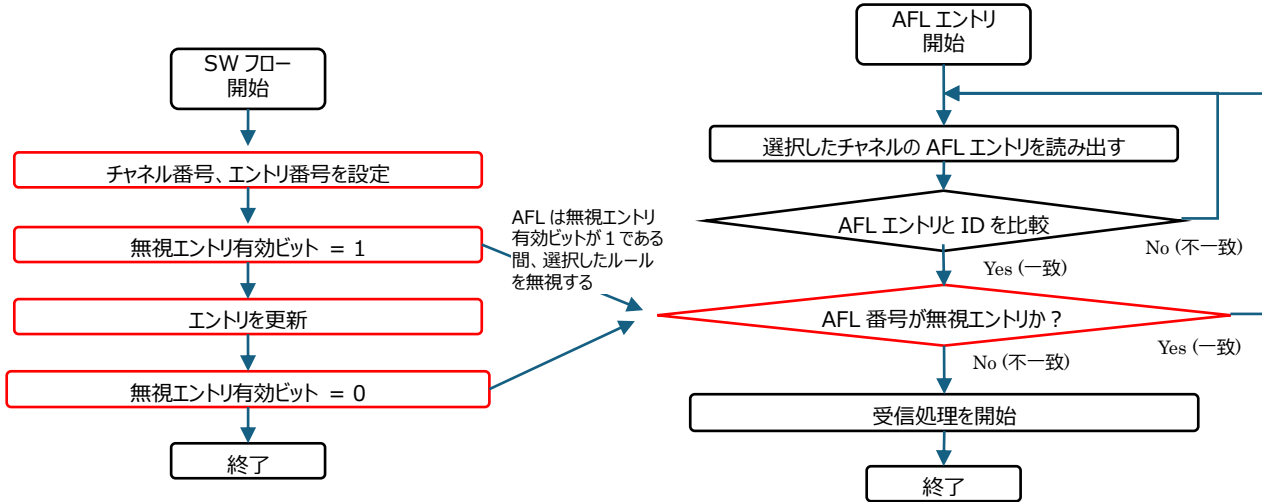 SW フロー
開始
チャネル番号、エントリ番号を設定
無視エントリ有効ビット = 1
エントリを更新
無視エントリ有効ビット = 0
終了
AFL は無視エントリ
有効ビットが 1 である
間、選択したルール
を無視する
AFL エントリ
開始
選択したチャネルの AFL エントリを読み出す
AFL エントリと ID を比較
No (不一致)
Yes (一致)
AFL 番号が無視エントリか？
Yes (一致)
No (不一致)
受信処理を開始
終了